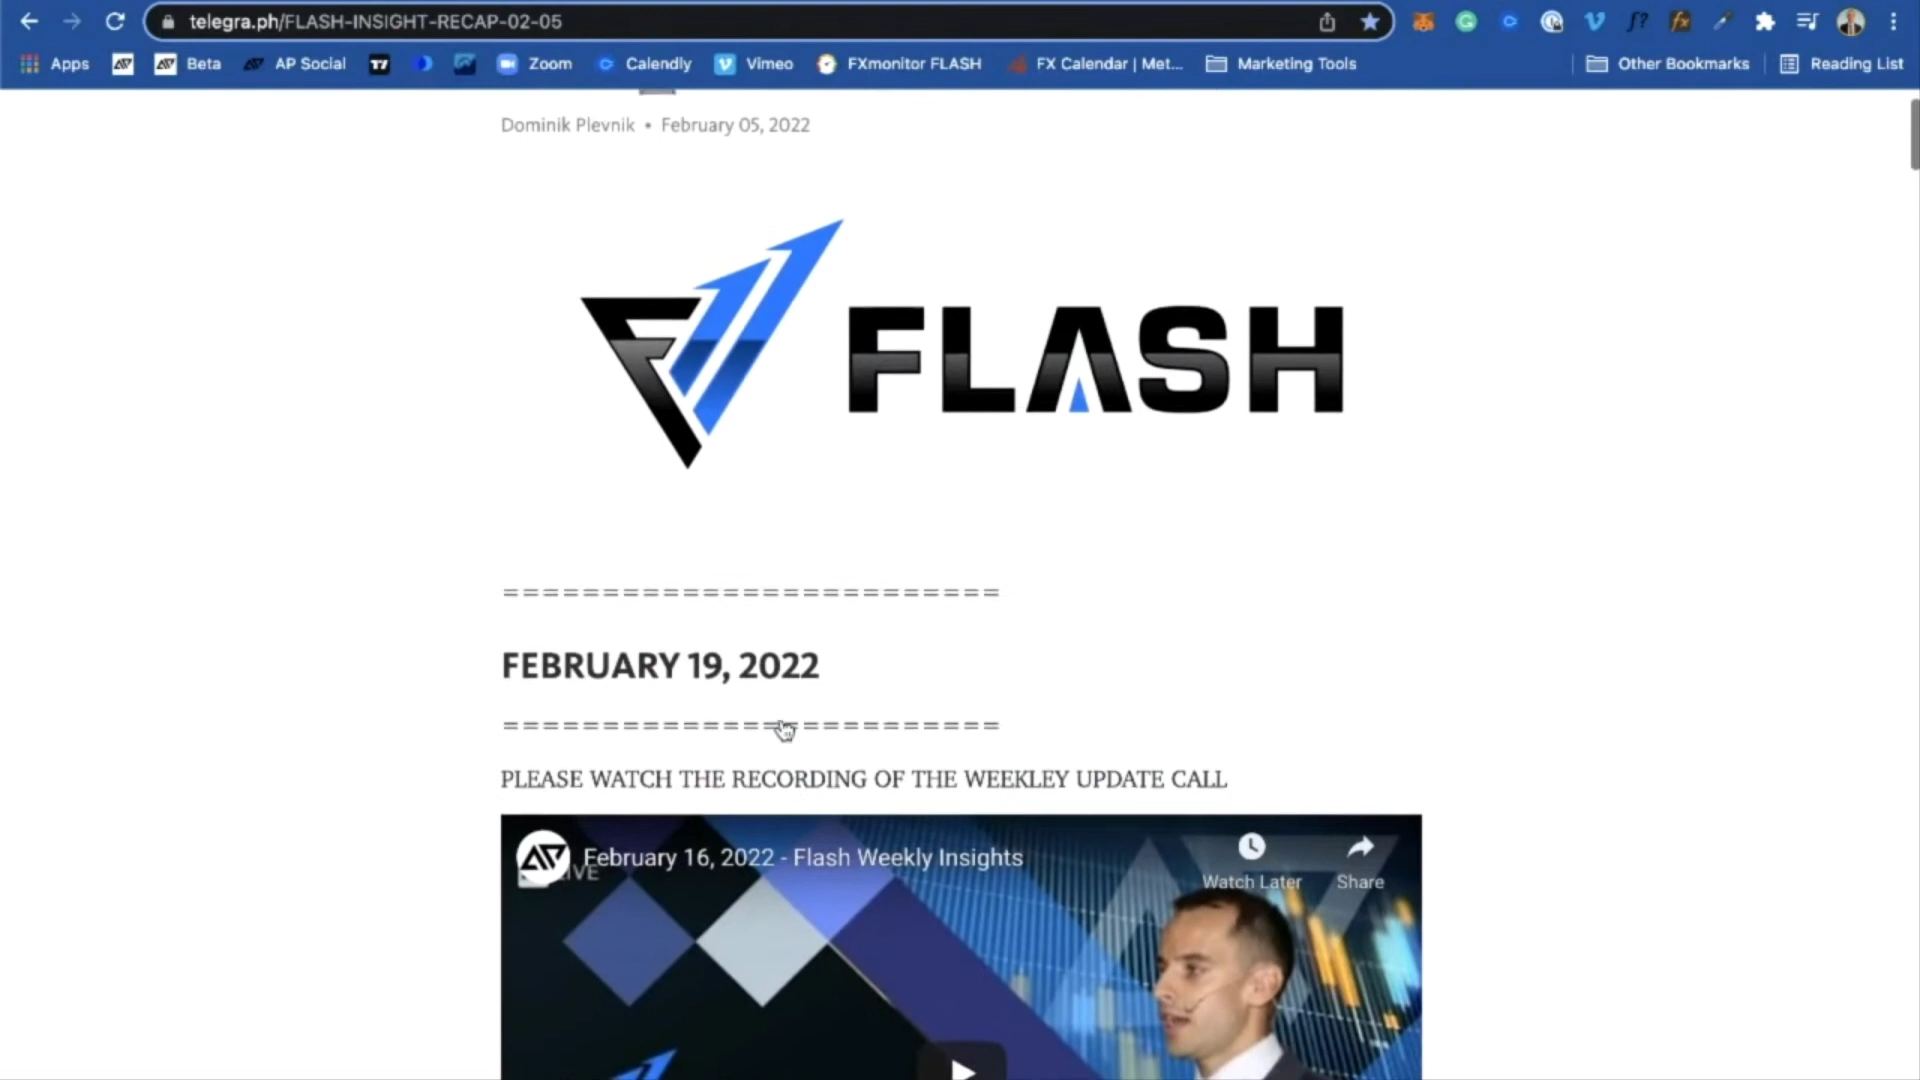 telegra.ph/FLASH-INSIGHT-RECAP-02-05
Apps Beta AP Social Zoom Calendly Vimeo FXmonitor FLASH FX Calendar | Met... Marketing Tools Other Bookmarks Reading List
Dominik Plevnik • February 05, 2022
FLASH
=========================
FEBRUARY 19, 2022
=========================
PLEASE WATCH THE RECORDING OF THE WEEKLEY UPDATE CALL
February 16, 2022 - Flash Weekly Insights
Watch Later Share